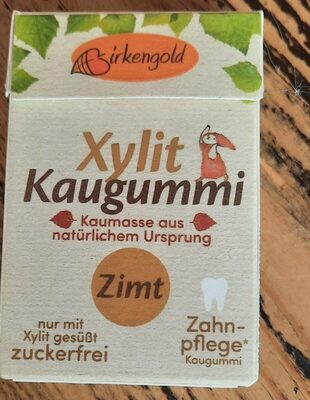 Birkengold
Xylit
Kaugummi
Kaumasse aus
natürlichem Ursprung
Zimt
nur mit
Xylit gesüßt
zuckerfrei
Zahn-
pflege*
Kaugummi